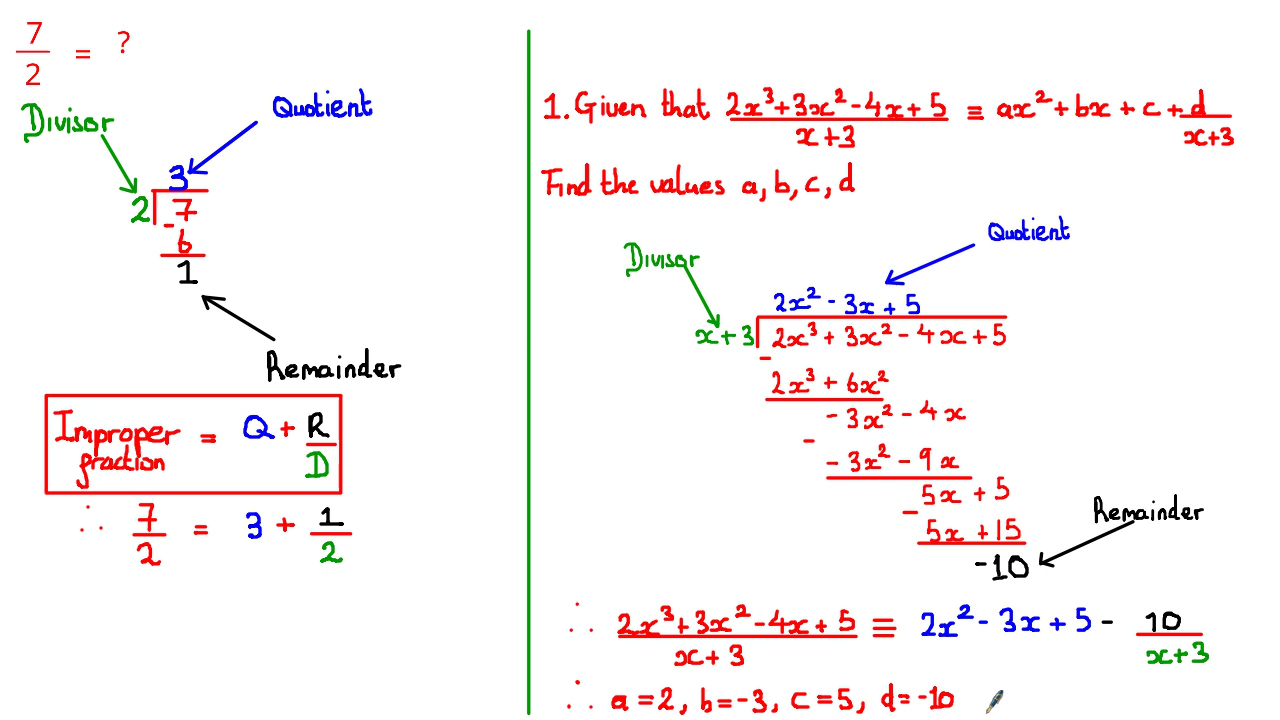 7/2 = ?
Divisor
Quotient
3
2 7
- 6
1
Remainder
Improper fraction = Q + R/D
∴ 7/2 = 3 + 1/2
1. Given that (2x³+3x²-4x+5)/(x+3) ≡ ax²+bx+c+d/(x+3)
Find the values a, b, c, d
Quotient
Divisor
2x² - 3x + 5
x+3 2x³ + 3x² - 4x + 5
- 2x³ + 6x²
- 3x² - 4x
- - 3x² - 9x
5x + 5
- 5x + 15
Remainder
-10
∴ (2x³+3x²-4x+5)/(x+3) ≡ 2x² - 3x + 5 - 10/(x+3)
∴ a = 2, b = -3, c = 5, d = -10